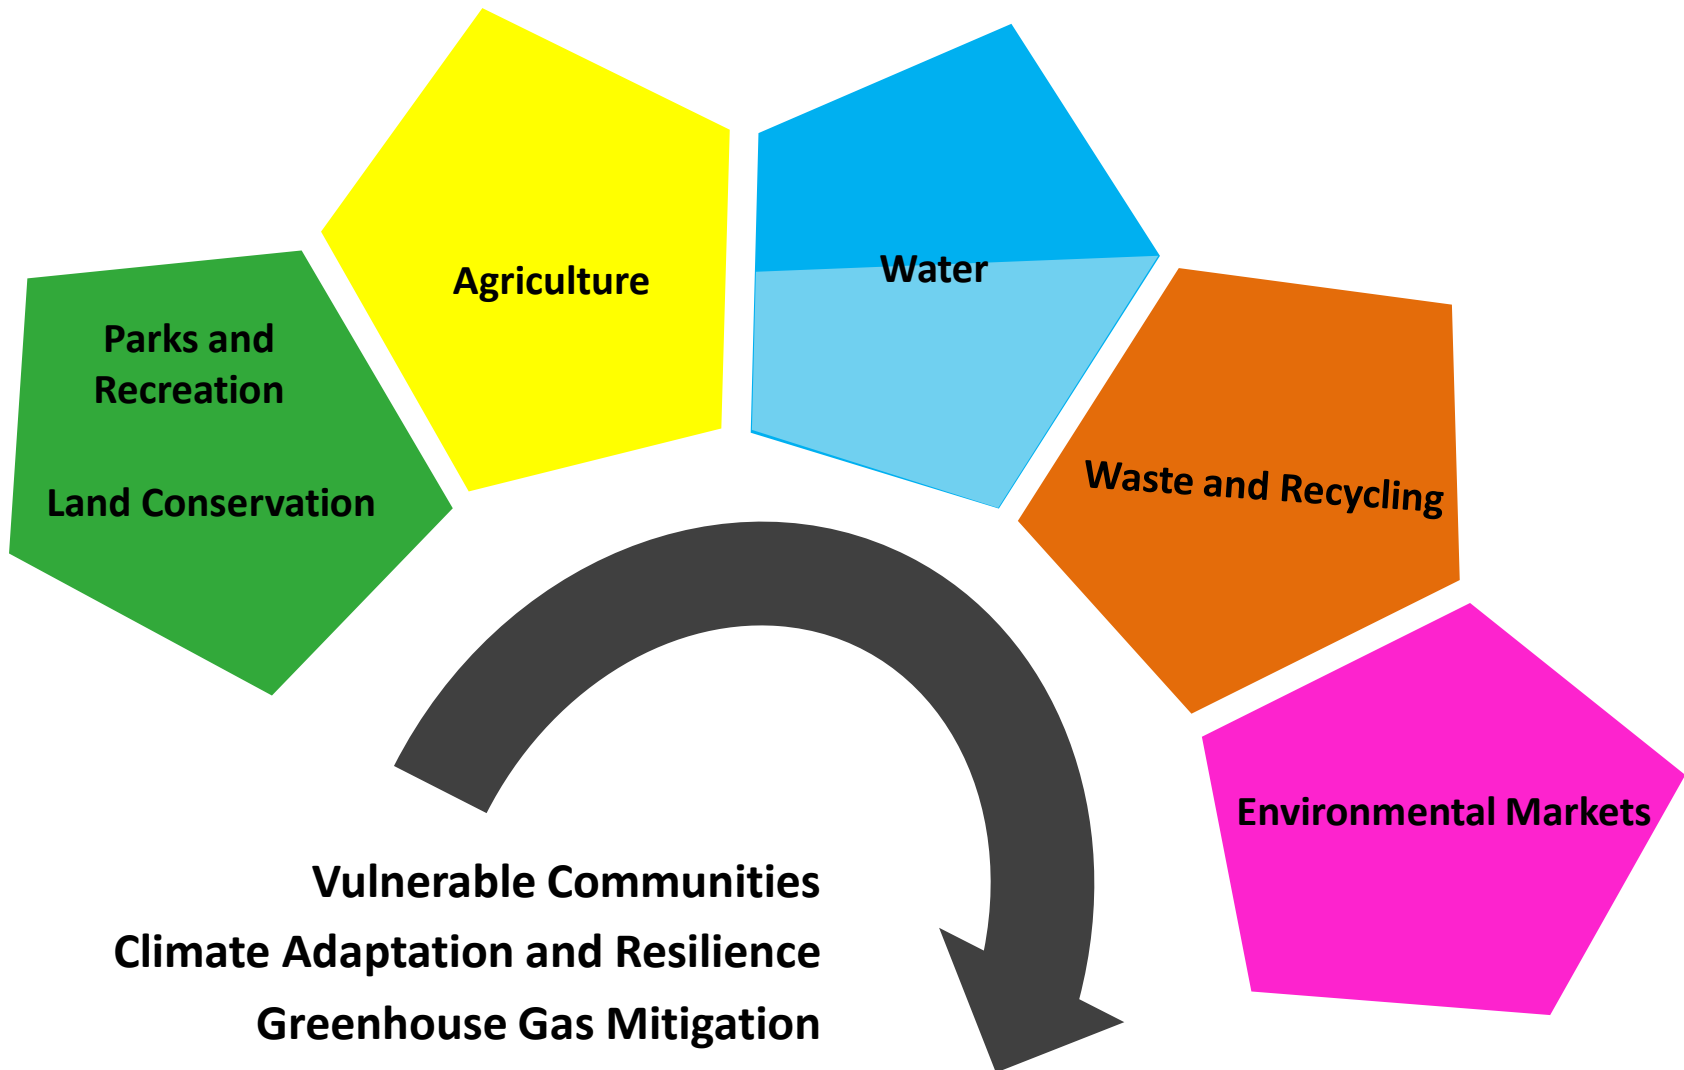 Parks and
Recreation
Land Conservation
Agriculture
Water
Waste and Recycling
Environmental Markets
Vulnerable Communities
Climate Adaptation and Resilience
Greenhouse Gas Mitigation